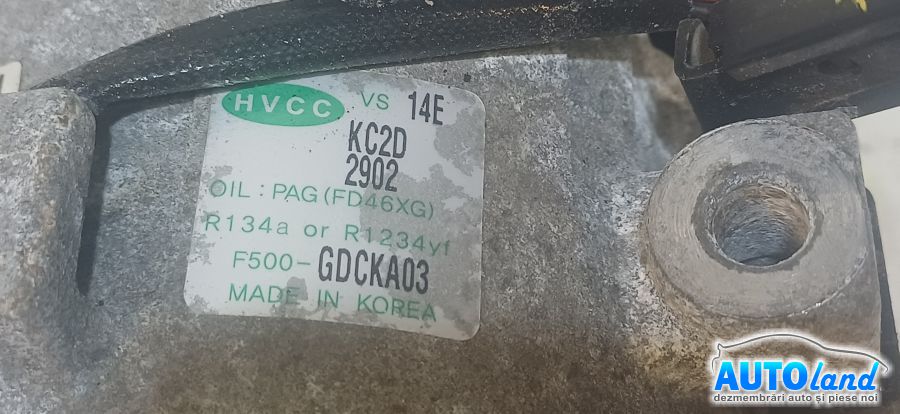 HVCC VS 14E
KC2D
2902
OIL: PAG (FD46XG)
R134a or R1234yf
F500-GDCKA03
MADE IN KOREA
AUTOland
dezmembrări auto și piese noi